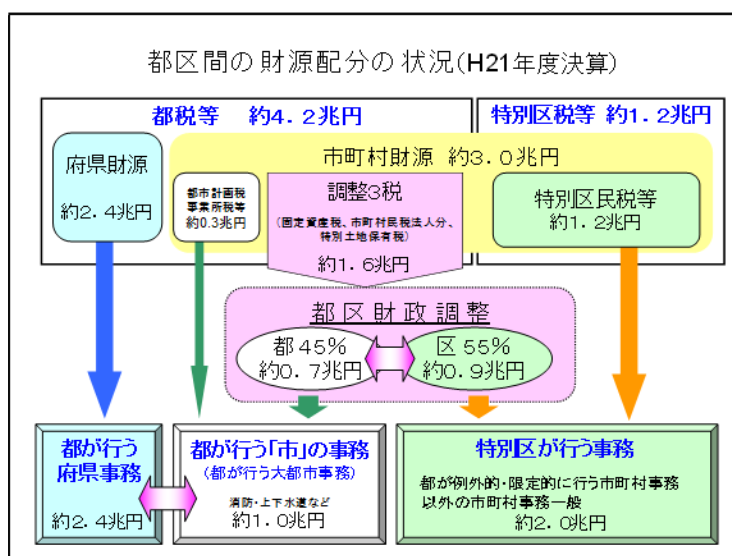 都区間の財源配分の状況(H21年度決算)
都税等 約4.2兆円
特別区税等 約1.2兆円
市町村財源 約3.0兆円
府県財源
約2.4兆円
都市計画税
事業所税等
約0.3兆円
調整3税
(固定資産税、市町村民税法人分、
特別土地保有税)
約1.6兆円
特別区民税等
約1.2兆円
都区財政調整
都45%
約0.7兆円
区55%
約0.9兆円
都が行う
府県事務
約2.4兆円
都が行う「市」の事務
(都が行う大都市事務)
消防・上下水道など
約1.0兆円
特別区が行う事務
都が例外的・限定的に行う市町村事務
以外の市町村事務一般
約2.0兆円